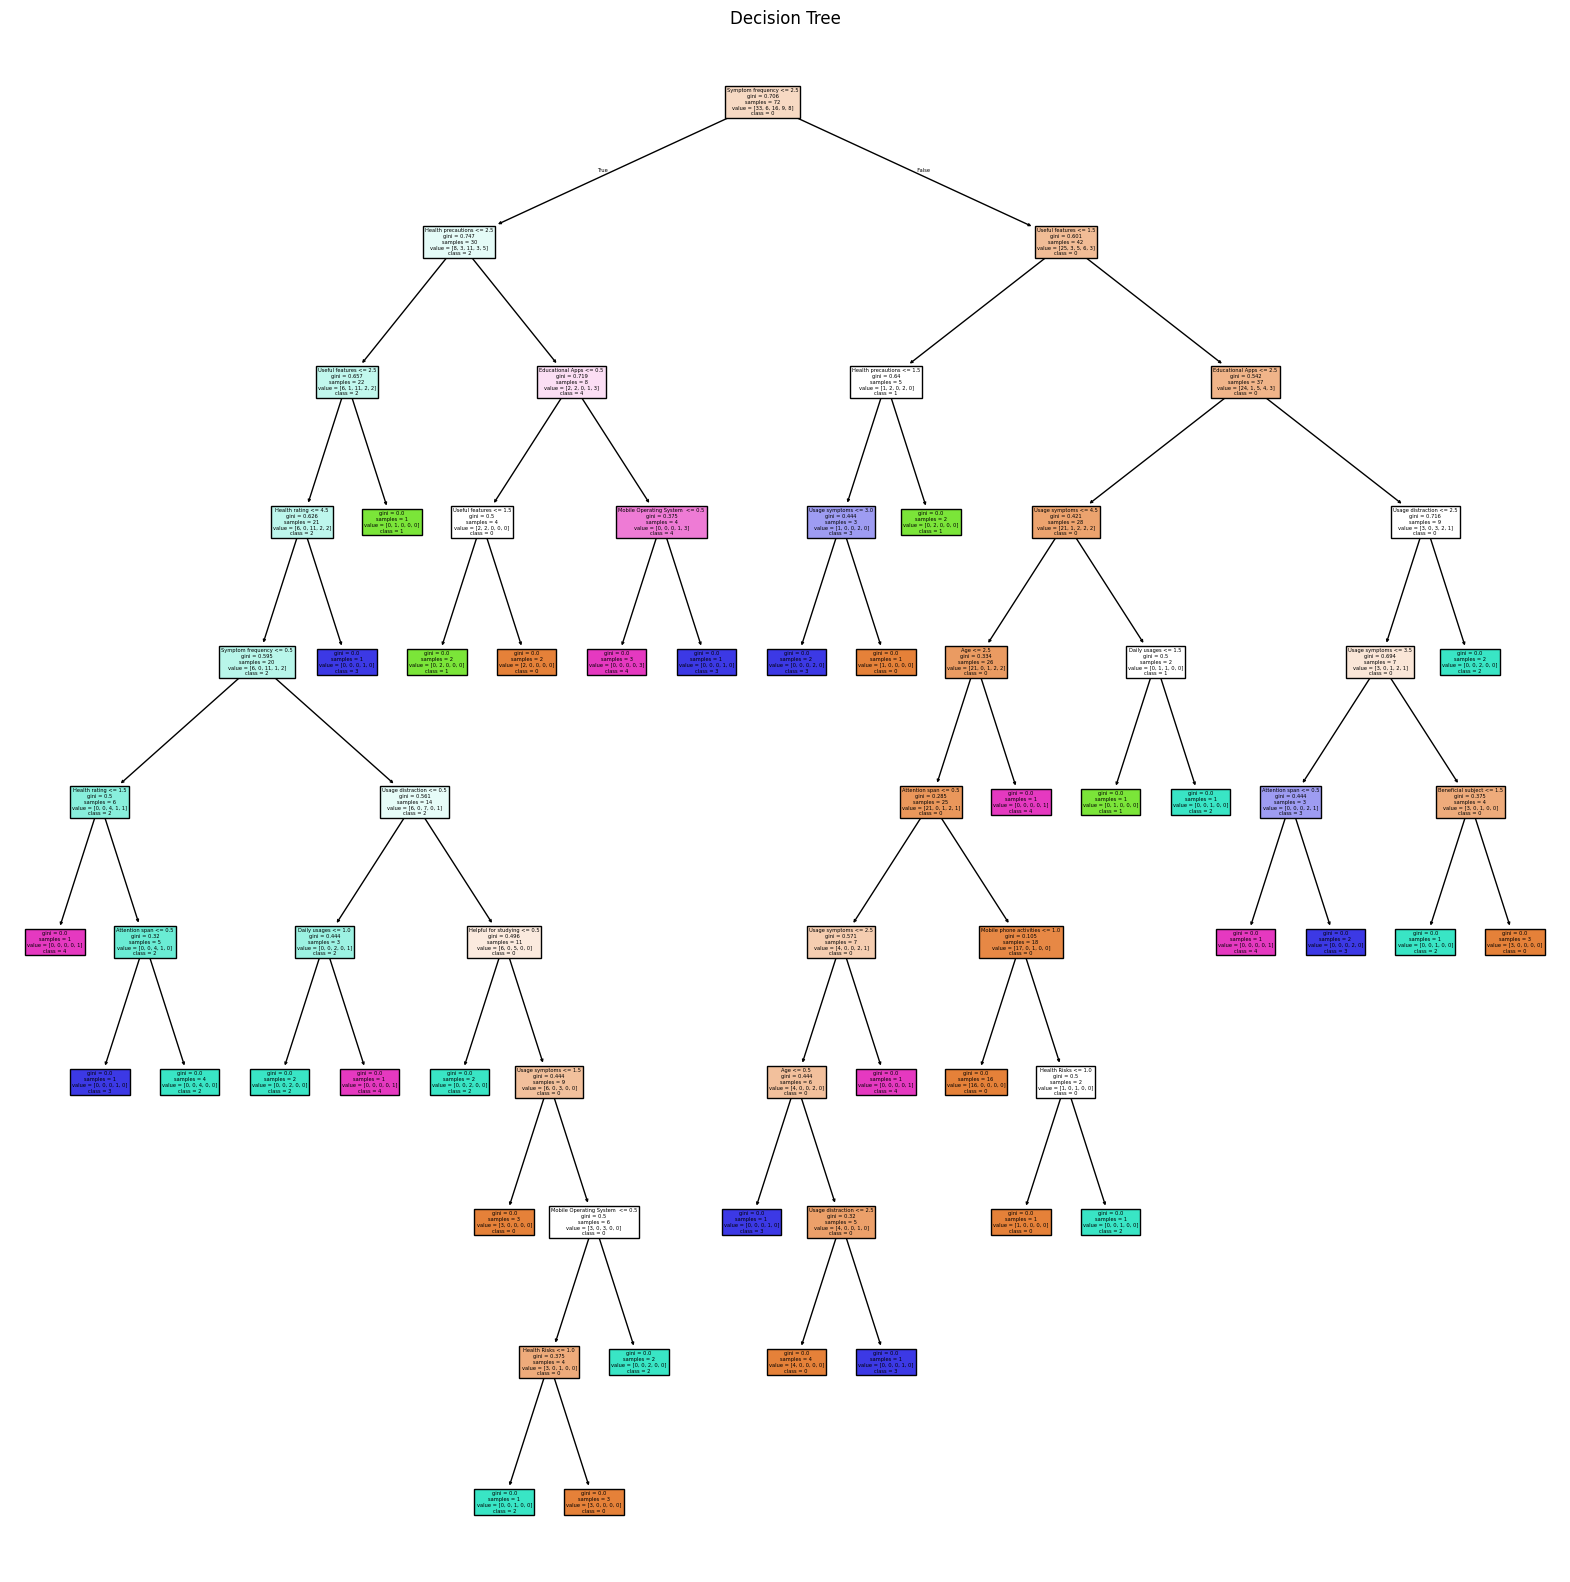 Decision Tree
Symptom frequency <= 2.5
gini = 0.706
samples = 72
value = [33, 6, 16, 9, 8]
class = 0
True
False
Health precautions <= 2.5
gini = 0.747
samples = 30
value = [8, 3, 11, 3, 5]
class = 2
Useful features <= 1.5
gini = 0.601
samples = 42
value = [25, 3, 5, 6, 3]
class = 0
Useful features <= 2.5
gini = 0.657
samples = 22
value = [6, 1, 11, 2, 2]
class = 2
Educational Apps <= 0.5
gini = 0.719
samples = 8
value = [2, 2, 0, 1, 3]
class = 4
Health precautions <= 1.5
gini = 0.64
samples = 5
value = [1, 2, 0, 2, 0]
class = 1
Educational Apps <= 2.5
gini = 0.542
samples = 37
value = [24, 1, 5, 4, 3]
class = 0
Health rating <= 4.5
gini = 0.626
samples = 21
value = [6, 0, 11, 2, 2]
class = 2
gini = 0.0
samples = 1
value = [0, 1, 0, 0, 0]
class = 1
Useful features <= 1.5
gini = 0.5
samples = 4
value = [2, 2, 0, 0, 0]
class = 0
Mobile Operating System  <= 0.5
gini = 0.375
samples = 4
value = [0, 0, 0, 1, 3]
class = 4
Usage symptoms <= 3.0
gini = 0.444
samples = 3
value = [1, 0, 0, 2, 0]
class = 3
gini = 0.0
samples = 2
value = [0, 2, 0, 0, 0]
class = 1
Usage symptoms <= 4.5
gini = 0.421
samples = 28
value = [21, 1, 2, 2, 2]
class = 0
Usage distraction <= 2.5
gini = 0.716
samples = 9
value = [3, 0, 3, 2, 1]
class = 0
Symptom frequency <= 0.5
gini = 0.595
samples = 20
value = [6, 0, 11, 1, 2]
class = 2
gini = 0.0
samples = 1
value = [0, 0, 0, 1, 0]
class = 3
gini = 0.0
samples = 2
value = [0, 2, 0, 0, 0]
class = 1
gini = 0.0
samples = 2
value = [2, 0, 0, 0, 0]
class = 0
gini = 0.0
samples = 3
value = [0, 0, 0, 0, 3]
class = 4
gini = 0.0
samples = 1
value = [0, 0, 0, 1, 0]
class = 3
gini = 0.0
samples = 2
value = [0, 0, 0, 2, 0]
class = 3
gini = 0.0
samples = 1
value = [1, 0, 0, 0, 0]
class = 0
Age <= 2.5
gini = 0.334
samples = 26
value = [21, 0, 1, 2, 2]
class = 0
Daily usages <= 1.5
gini = 0.5
samples = 2
value = [0, 1, 1, 0, 0]
class = 1
Usage symptoms <= 3.5
gini = 0.694
samples = 7
value = [3, 0, 1, 2, 1]
class = 0
gini = 0.0
samples = 2
value = [0, 0, 2, 0, 0]
class = 2
Health rating <= 1.5
gini = 0.5
samples = 6
value = [0, 0, 4, 1, 1]
class = 2
Usage distraction <= 0.5
gini = 0.561
samples = 14
value = [6, 0, 7, 0, 1]
class = 2
Attention span <= 0.5
gini = 0.285
samples = 25
value = [21, 0, 1, 2, 1]
class = 0
gini = 0.0
samples = 1
value = [0, 0, 0, 0, 1]
class = 4
gini = 0.0
samples = 1
value = [0, 1, 0, 0, 0]
class = 1
gini = 0.0
samples = 1
value = [0, 0, 1, 0, 0]
class = 2
Attention span <= 0.5
gini = 0.444
samples = 3
value = [0, 0, 0, 2, 1]
class = 3
Beneficial subject <= 1.5
gini = 0.375
samples = 4
value = [3, 0, 1, 0, 0]
class = 0
gini = 0.0
samples = 1
value = [0, 0, 0, 0, 1]
class = 4
Attention span <= 0.5
gini = 0.32
samples = 5
value = [0, 0, 4, 1, 0]
class = 2
Daily usages <= 1.0
gini = 0.444
samples = 3
value = [0, 0, 2, 0, 1]
class = 2
Helpful for studying <= 0.5
gini = 0.496
samples = 11
value = [6, 0, 5, 0, 0]
class = 0
Usage symptoms <= 2.5
gini = 0.571
samples = 7
value = [4, 0, 0, 2, 1]
class = 0
Mobile phone activities <= 1.0
gini = 0.105
samples = 18
value = [17, 0, 1, 0, 0]
class = 0
gini = 0.0
samples = 1
value = [0, 0, 0, 0, 1]
class = 4
gini = 0.0
samples = 2
value = [0, 0, 0, 2, 0]
class = 3
gini = 0.0
samples = 1
value = [0, 0, 1, 0, 0]
class = 2
gini = 0.0
samples = 3
value = [3, 0, 0, 0, 0]
class = 0
gini = 0.0
samples = 1
value = [0, 0, 0, 1, 0]
class = 3
gini = 0.0
samples = 4
value = [0, 0, 4, 0, 0]
class = 2
gini = 0.0
samples = 2
value = [0, 0, 2, 0, 0]
class = 2
gini = 0.0
samples = 1
value = [0, 0, 0, 0, 1]
class = 4
gini = 0.0
samples = 2
value = [0, 0, 2, 0, 0]
class = 2
Usage symptoms <= 1.5
gini = 0.444
samples = 9
value = [6, 0, 3, 0, 0]
class = 0
Age <= 0.5
gini = 0.444
samples = 6
value = [4, 0, 0, 2, 0]
class = 0
gini = 0.0
samples = 1
value = [0, 0, 0, 0, 1]
class = 4
gini = 0.0
samples = 16
value = [16, 0, 0, 0, 0]
class = 0
Health Risks <= 1.0
gini = 0.5
samples = 2
value = [1, 0, 1, 0, 0]
class = 0
gini = 0.0
samples = 3
value = [3, 0, 0, 0, 0]
class = 0
Mobile Operating System  <= 0.5
gini = 0.5
samples = 6
value = [3, 0, 3, 0, 0]
class = 0
gini = 0.0
samples = 1
value = [0, 0, 0, 1, 0]
class = 3
Usage distraction <= 2.5
gini = 0.32
samples = 5
value = [4, 0, 0, 1, 0]
class = 0
gini = 0.0
samples = 1
value = [1, 0, 0, 0, 0]
class = 0
gini = 0.0
samples = 1
value = [0, 0, 1, 0, 0]
class = 2
Health Risks <= 1.0
gini = 0.375
samples = 4
value = [3, 0, 1, 0, 0]
class = 0
gini = 0.0
samples = 2
value = [0, 0, 2, 0, 0]
class = 2
gini = 0.0
samples = 4
value = [4, 0, 0, 0, 0]
class = 0
gini = 0.0
samples = 1
value = [0, 0, 0, 1, 0]
class = 3
gini = 0.0
samples = 1
value = [0, 0, 1, 0, 0]
class = 2
gini = 0.0
samples = 3
value = [3, 0, 0, 0, 0]
class = 0